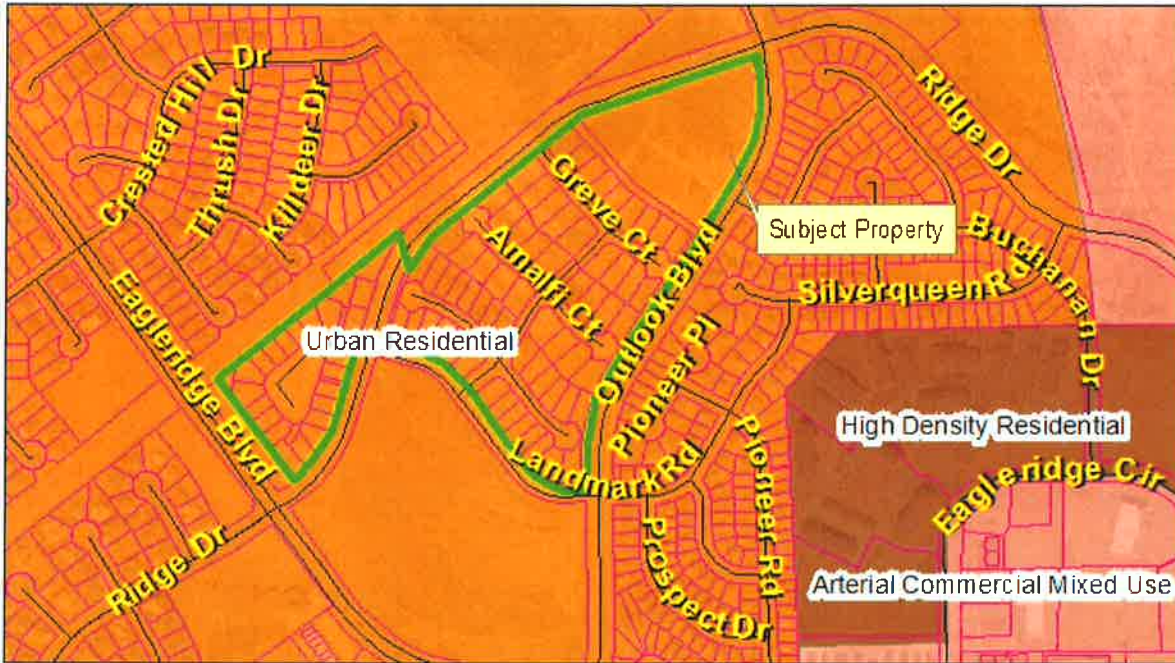 Crested Hill Dr
Thrush Dr
Killdeer Dr
Ridge Dr
Greve Ct
Amalfi Ct
Outlook Blvd
Subject Property
Buchanan Dr
Silverqueen Rd
Eagleridge Blvd
Urban Residential
Pioneer Pl
High Density Residential
Landmark Rd
Pioneer Rd
Eagleridge Cir
Ridge Dr
Prospect Dr
Arterial Commercial Mixed Use